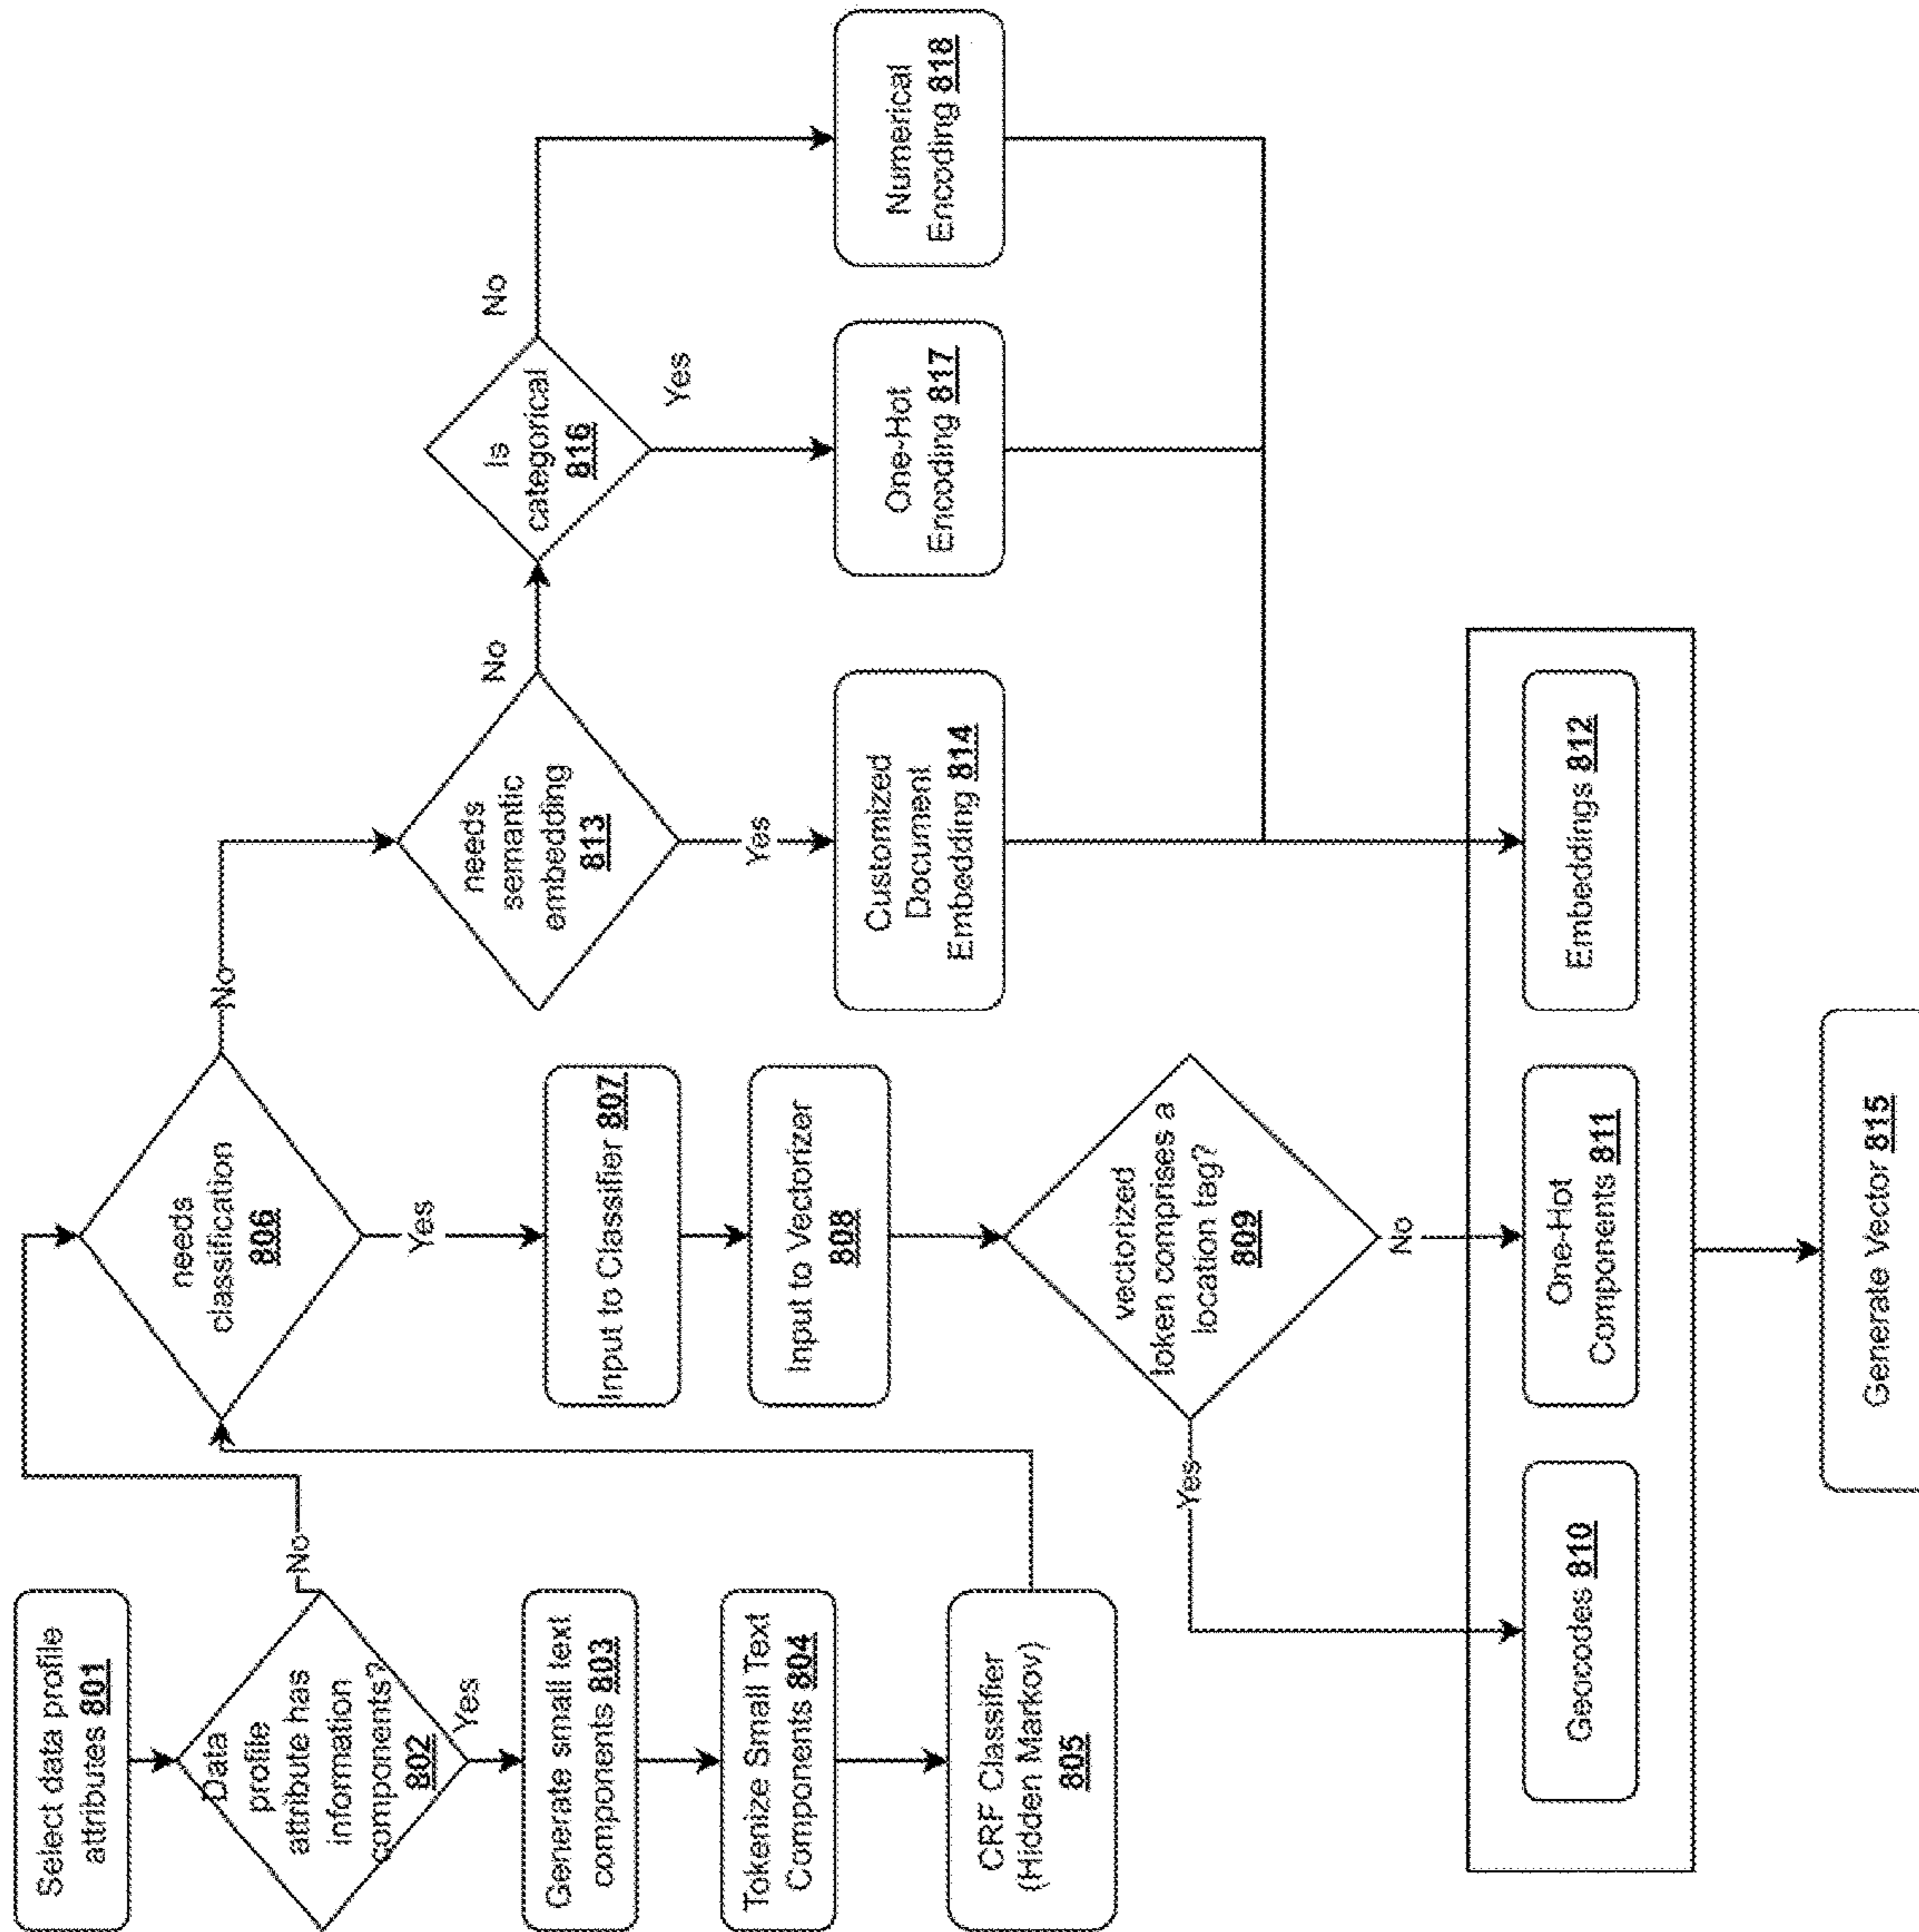 Select data profile
attributes 801
Data
profile
attribute has
information
components?
802
No
Yes
Generate small text
components 803
Tokenize Small Text
Components 804
CRF Classifier
(Hidden Markov)
805
needs
classification
806
No
Yes
Input to Classifier 807
Input to Vectorizer
808
vectorized
token comprises a
location tag?
809
Yes
No
needs
semantic
embedding
813
No
Yes
Customized
Document
Embedding 814
Is
categorical
816
No
Yes
One-Hot
Encoding 817
Numerical
Encoding 818
Geocodes 810
One-Hot
Components 811
Embeddings 812
Generate Vector 815